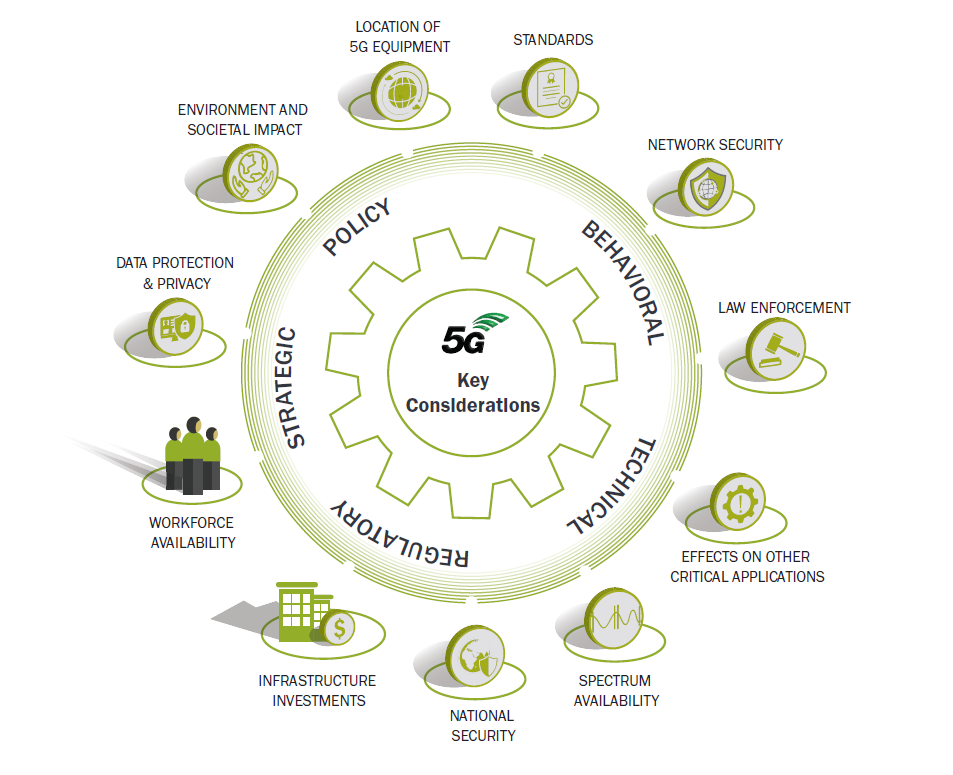 LOCATION OF
5G EQUIPMENT
STANDARDS
ENVIRONMENT AND
SOCIETAL IMPACT
NETWORK SECURITY
POLICY
BEHAVIORAL
DATA PROTECTION
& PRIVACY
LAW ENFORCEMENT
STRATEGIC
5G
Key
Considerations
TECHNICAL
REGULATORY
WORKFORCE
AVAILABILITY
EFFECTS ON OTHER
CRITICAL APPLICATIONS
INFRASTRUCTURE
INVESTMENTS
$
SPECTRUM
AVAILABILITY
NATIONAL
SECURITY